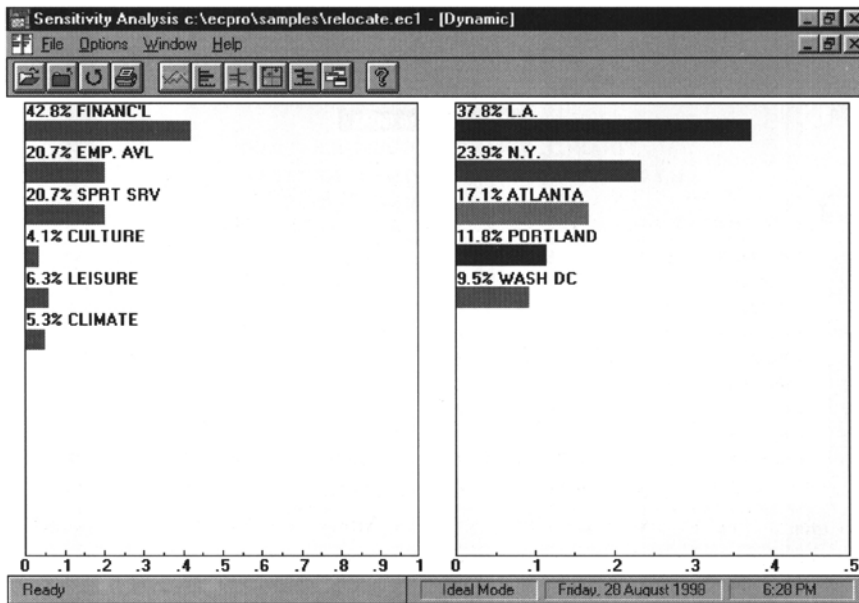 Sensitivity Analysis c:\ecpro\samples\relocate.ec1 - [Dynamic]
File Options Window Help
42.8% FINANC'L
20.7% EMP. AVL
20.7% SPRT SRV
4.1% CULTURE
6.3% LEISURE
5.3% CLIMATE
0 .1 .2 .3 .4 .5 .6 .7 .8 .9 1
37.8% L.A.
23.9% N.Y.
17.1% ATLANTA
11.8% PORTLAND
9.5% WASH DC
0 .1 .2 .3 .4 .5
Ready
Ideal Mode
Friday, 28 August 1998
6:28 PM